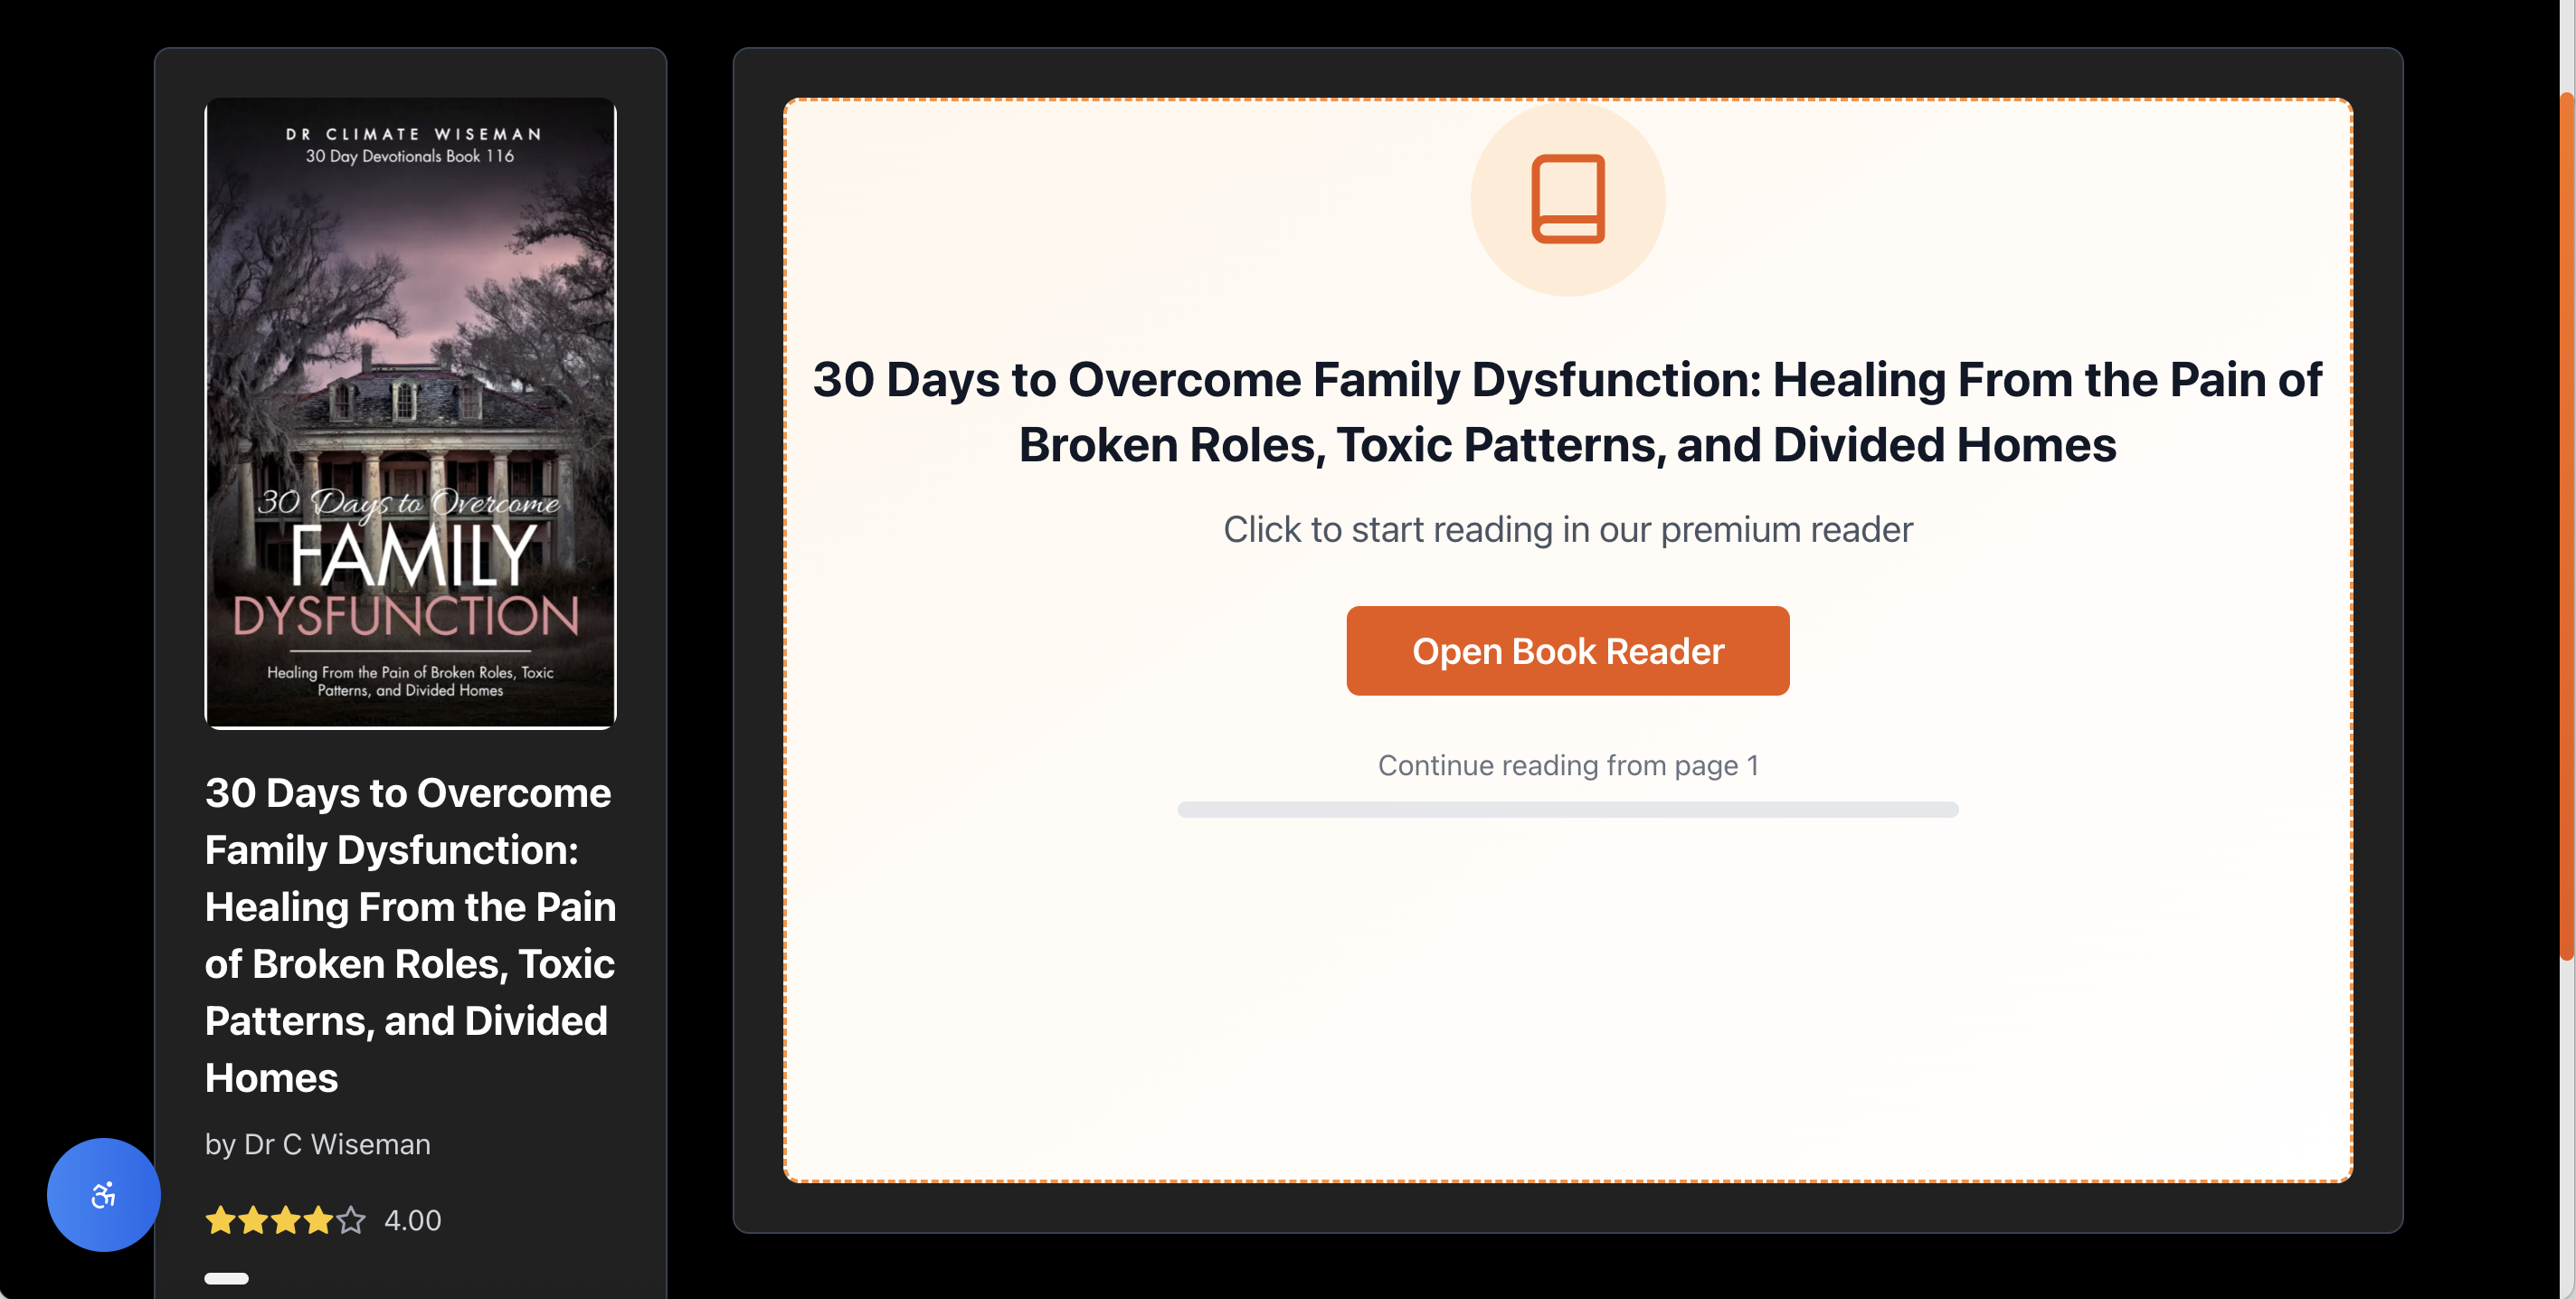 DR CLIMATE WISEMAN
30 Day Devotionals Book 116
30 Days to Overcome
FAMILY
DYSFUNCTION
Healing From the Pain of Broken Roles, Toxic
Patterns, and Divided Homes
30 Days to Overcome
Family Dysfunction:
Healing From the Pain
of Broken Roles, Toxic
Patterns, and Divided
Homes
by Dr C Wiseman
4.00
30 Days to Overcome Family Dysfunction: Healing From the Pain of
Broken Roles, Toxic Patterns, and Divided Homes
Click to start reading in our premium reader
Open Book Reader
Continue reading from page 1